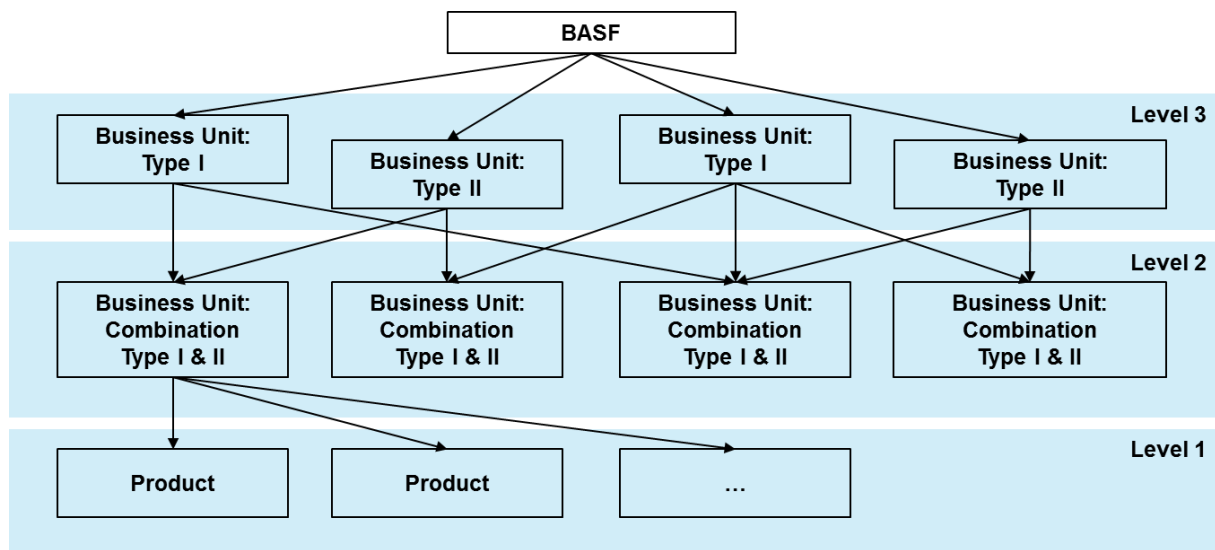 BASF
Level 3
Business Unit:
Type I
Business Unit:
Type II
Business Unit:
Type I
Business Unit:
Type II
Level 2
Business Unit:
Combination
Type I & II
Business Unit:
Combination
Type I & II
Business Unit:
Combination
Type I & II
Business Unit:
Combination
Type I & II
Level 1
Product
Product
…